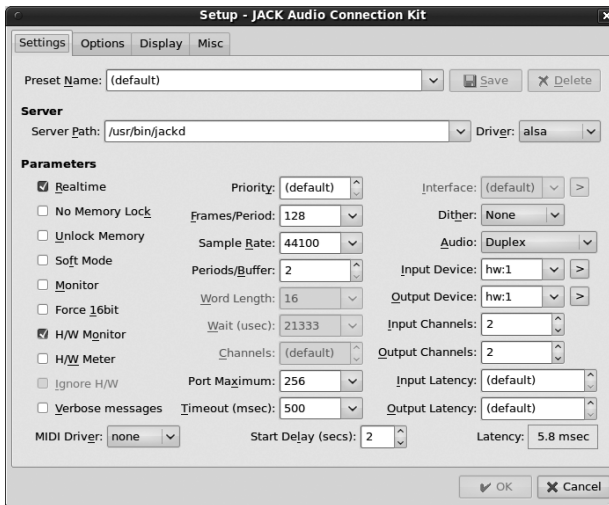 Setup - JACK Audio Connection Kit
Settings Options Display Misc
Preset Name: (default) Save Delete
Server
Server Path: /usr/bin/jackd Driver: alsa
Parameters
Realtime Priority: (default) Interface: (default) >
No Memory Lock Frames/Period: 128 Dither: None
Unlock Memory Sample Rate: 44100 Audio: Duplex
Soft Mode Periods/Buffer: 2 Input Device: hw:1 >
Monitor Word Length: 16 Output Device: hw:1 >
Force 16bit Wait (usec): 21333 Input Channels: 2
H/W Monitor Channels: (default) Output Channels: 2
H/W Meter Port Maximum: 256 Input Latency: (default)
Ignore H/W Timeout (msec): 500 Output Latency: (default)
Verbose messages
MIDI Driver: none Start Delay (secs): 2 Latency: 5.8 msec
OK Cancel